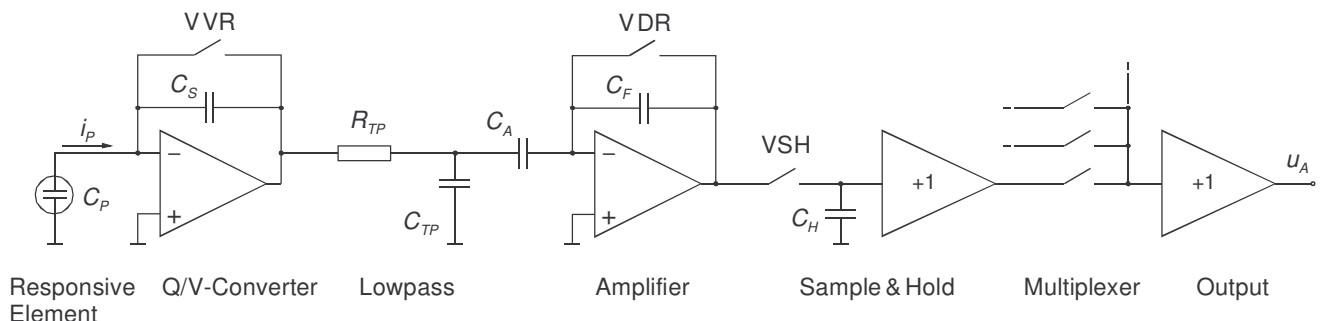 VVR
VDR
C_S
C_F
i_P
R_TP
C_A
VSH
u_A
−
−
+1
+1
C_P
+
C_TP
+
C_H
Responsive Element
Q/V-Converter
Lowpass
Amplifier
Sample & Hold
Multiplexer
Output